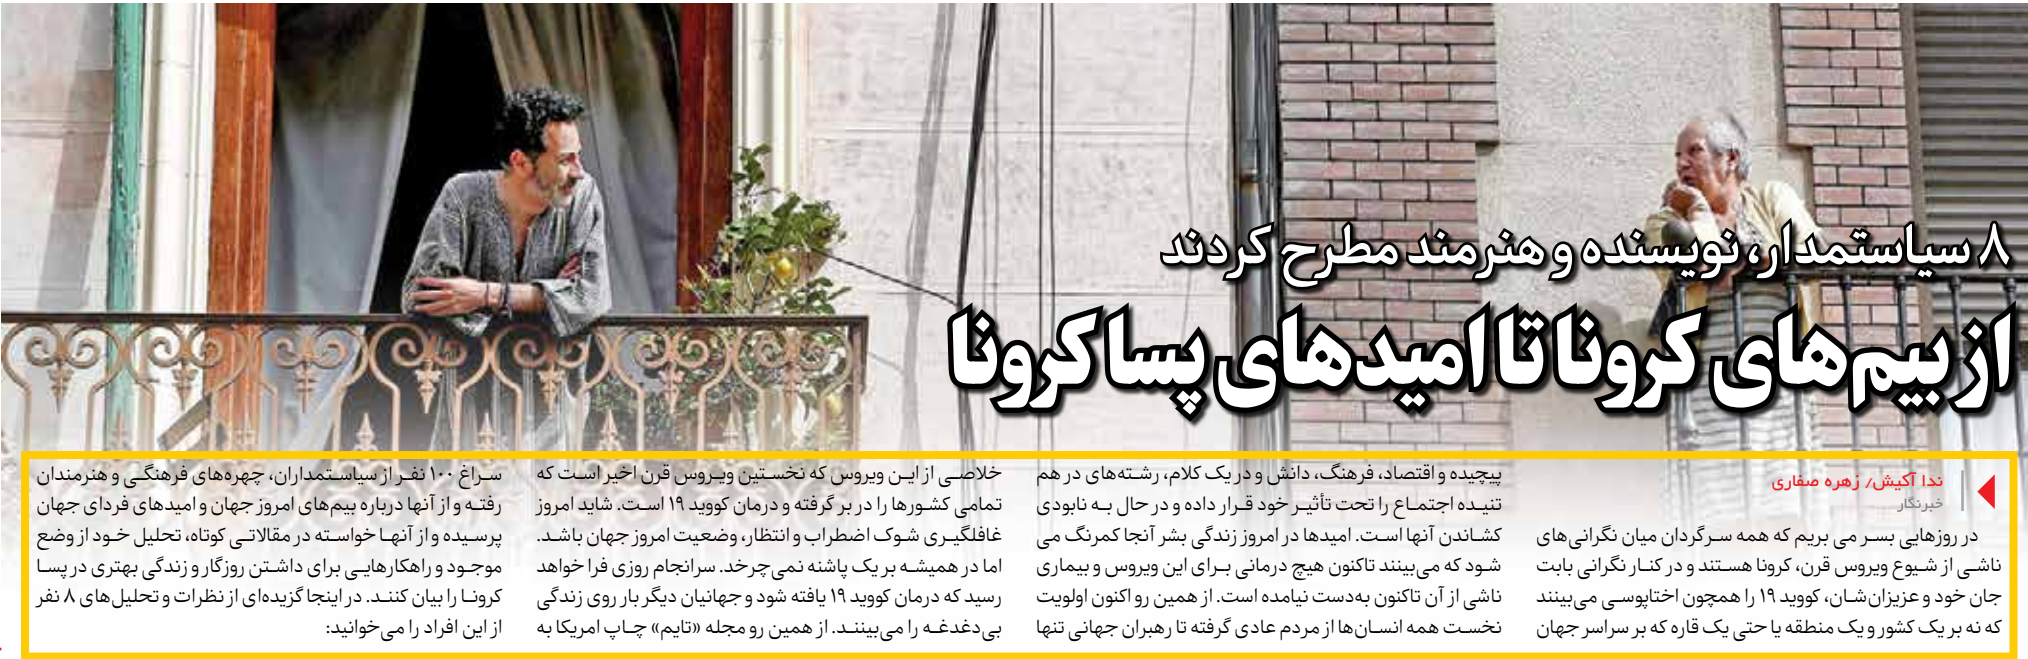 ۸ سیاستمدار، نویسنده و هنرمند مطرح کردند
از بیم‌های کرونا تا امیدهای پسا کرونا
ندا آکیش/ زهره صفاری
خبرنگار
در روزهایی بسر می بریم که همه سرگردان میان نگرانی‌های
ناشی از شیوع ویروس قرن، کرونا هستند و در کنار نگرانی بابت
جان خود و عزیزان‌شان، کووید ۱۹ را همچون اختاپوسی می‌بینند
که نه بر یک کشور و یک منطقه یا حتی یک قاره که بر سراسر جهان
پیچیده و اقتصاد، فرهنگ، دانش و در یک کلام، رشته‌های در هم
تنیده اجتماع را تحت تأثیر خود قرار داده و در حال به نابودی
کشاندن آنها است. امیدها در امروز زندگی بشر آنجا کمرنگ می
شود که می‌بینند تاکنون هیچ درمانی برای این ویروس و بیماری
ناشی از آن تاکنون به‌دست نیامده است. از همین رو اکنون اولویت
نخست همه انسان‌ها از مردم عادی گرفته تا رهبران جهانی تنها
خلاصی از این ویروس که نخستین ویروس قرن اخیر است که
تمامی کشورها را در بر گرفته و درمان کووید ۱۹ است. شاید امروز
غافلگیری شوک اضطراب و انتظار، وضعیت امروز جهان باشد.
اما در همیشه بر یک پاشنه نمی‌چرخد. سرانجام روزی فرا خواهد
رسید که درمان کووید ۱۹ یافته شود و جهانیان دیگر بار روی زندگی
بی‌دغدغه را می‌بینند. از همین رو مجله «تایم» چاپ امریکا به
سراغ ۱۰۰ نفر از سیاستمداران، چهره‌های فرهنگی و هنرمندان
رفته و از آنها درباره بیم‌های امروز جهان و امیدهای فردای جهان
پرسیده و از آنها خواسته در مقالاتی کوتاه، تحلیل خود از وضع
موجود و راهکارهایی برای داشتن روزگار و زندگی بهتری در پسا
کرونا را بیان کنند. در اینجا گزیده‌ای از نظرات و تحلیل‌های ۸ نفر
از این افراد را می‌خوانید: